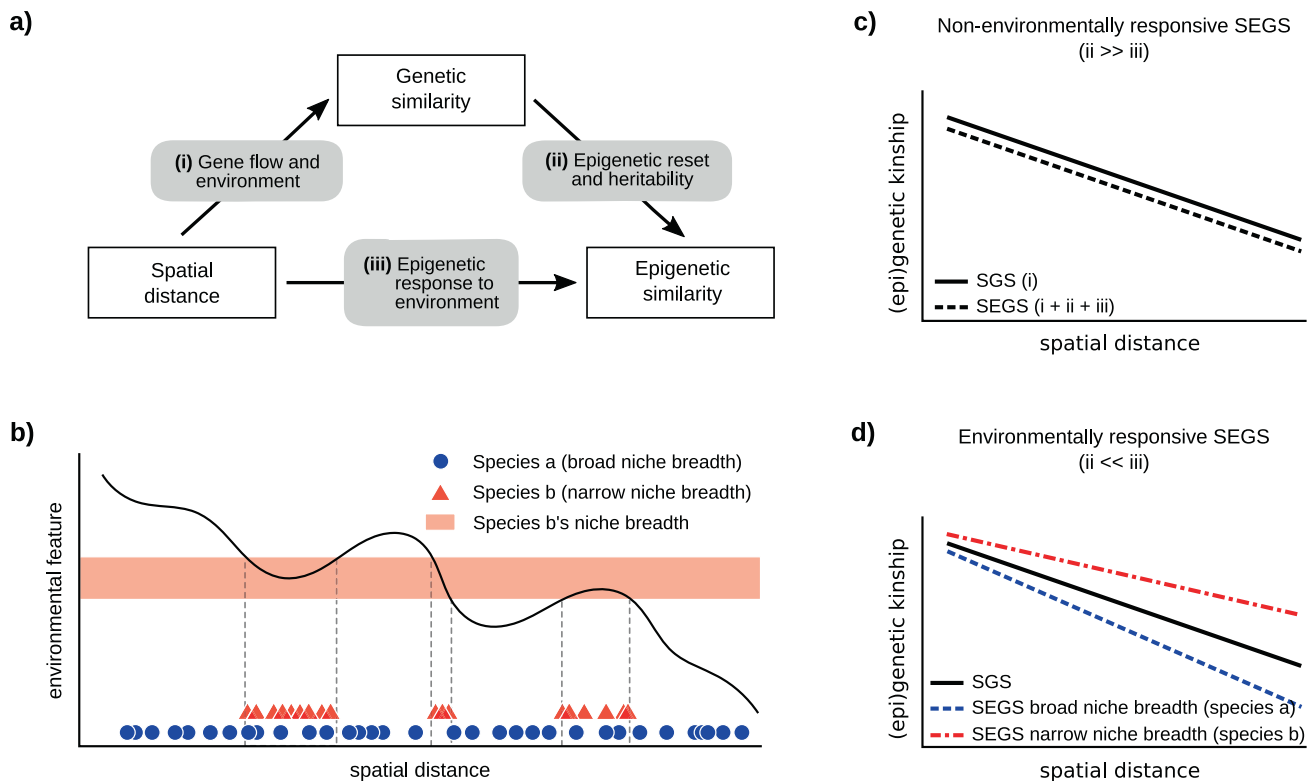 a)
Genetic
similarity
(i) Gene flow and
environment
(ii) Epigenetic reset
and heritability
Spatial
distance
(iii) Epigenetic
response to
environment
Epigenetic
similarity
b)
Species a (broad niche breadth)
Species b (narrow niche breadth)
Species b's niche breadth
environmental feature
spatial distance
c)
Non-environmentally responsive SEGS
(ii >> iii)
(epi)genetic kinship
SGS (i)
SEGS (i + ii + iii)
spatial distance
d)
Environmentally responsive SEGS
(ii << iii)
(epi)genetic kinship
SGS
SEGS broad niche breadth (species a)
SEGS narrow niche breadth (species b)
spatial distance